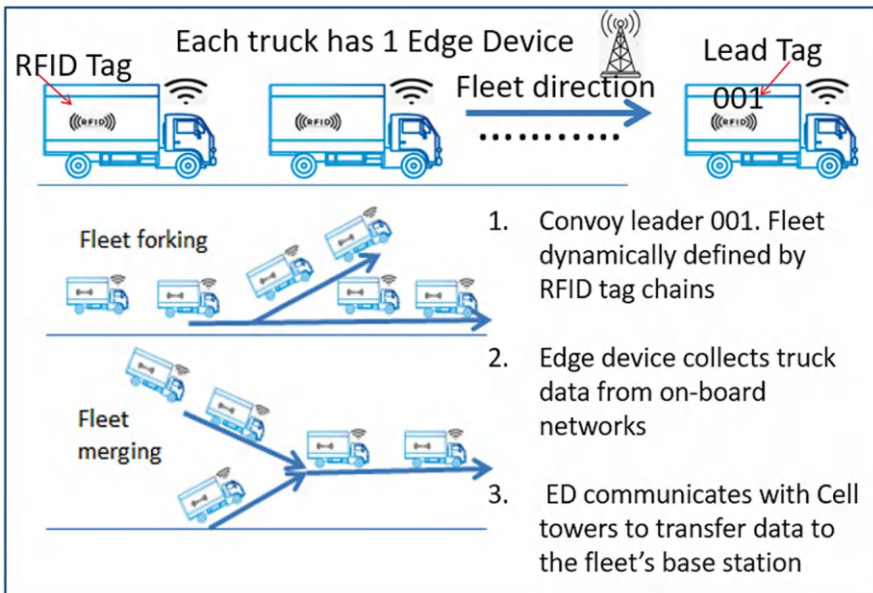 Each truck has 1 Edge Device
RFID Tag
Lead Tag
Fleet direction
001
RFID
RFID
RFID
Fleet forking
1. Convoy leader 001. Fleet
dynamically defined by
RFID tag chains
2. Edge device collects truck
data from on-board
networks
Fleet
merging
3. ED communicates with Cell
towers to transfer data to
the fleet's base station